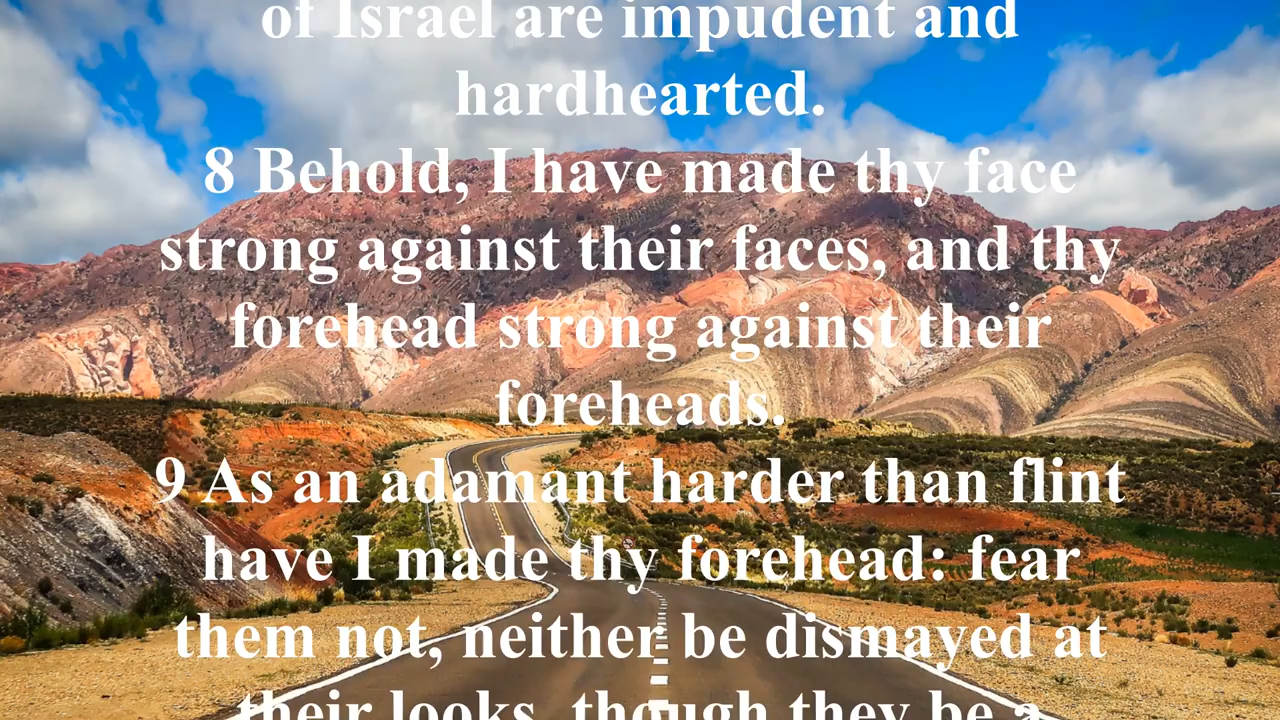 of Israel are impudent and
hardhearted.
8 Behold, I have made thy face
strong against their faces, and thy
forehead strong against their
foreheads.
9 As an adamant harder than flint
have I made thy forehead: fear
them not, neither be dismayed at
their looks, though they be a